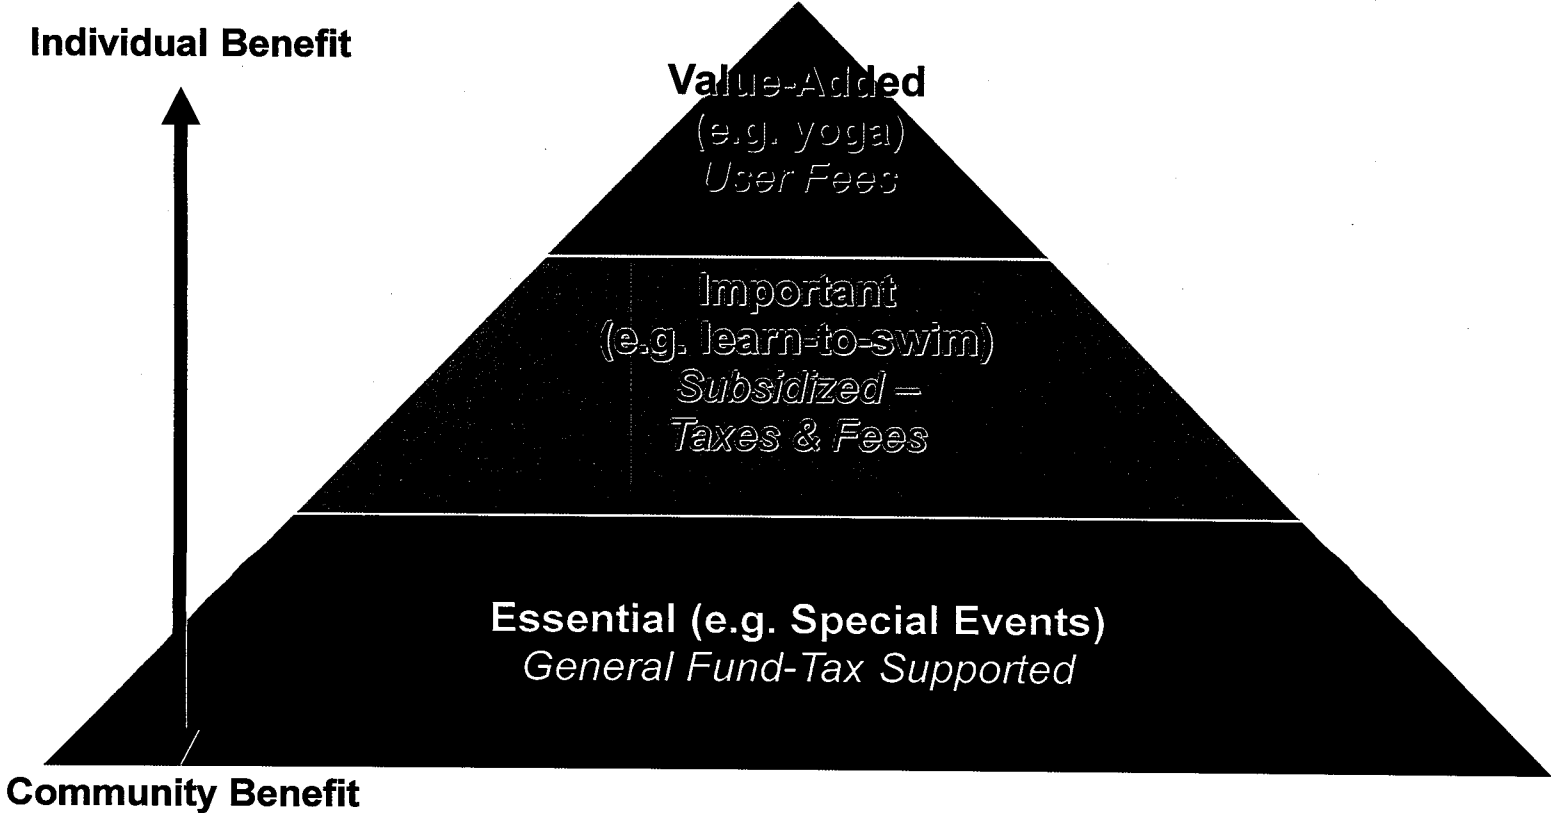 Individual Benefit
Value-Added
(e.g. yoga)
User Fees
Important
(e.g. learn-to-swim)
Subsidized –
Taxes & Fees
Essential (e.g. Special Events)
General Fund-Tax Supported
Community Benefit